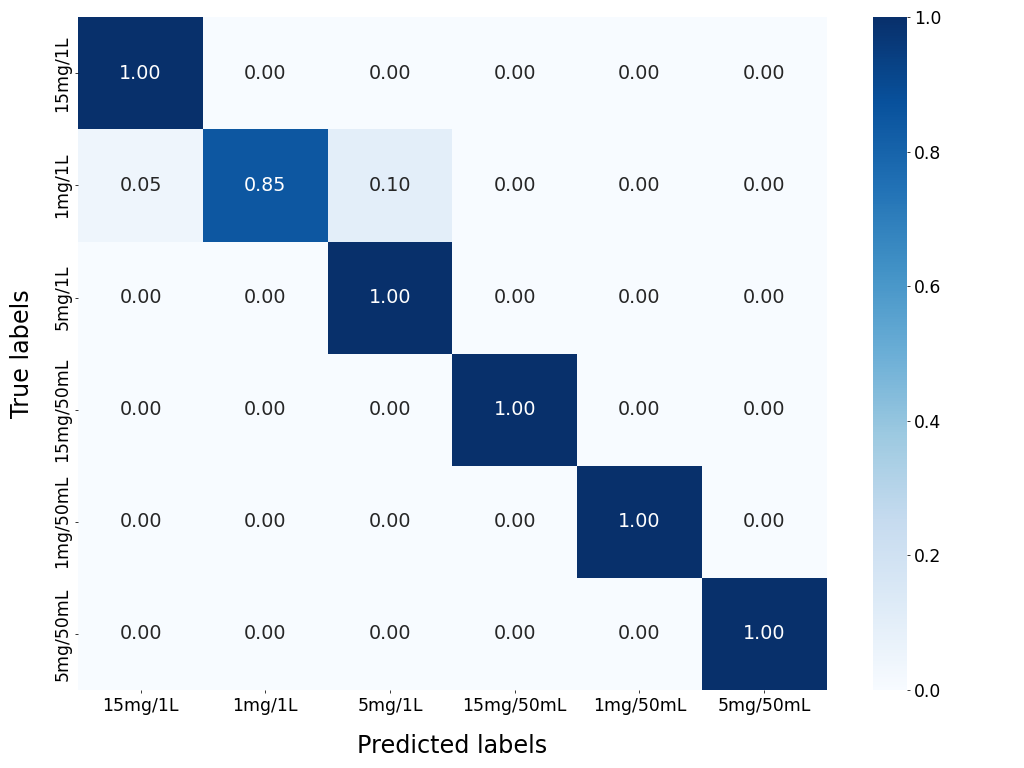 True labels
15mg/1L 1.00 0.00 0.00 0.00 0.00 0.00
1mg/1L 0.05 0.85 0.10 0.00 0.00 0.00
5mg/1L 0.00 0.00 1.00 0.00 0.00 0.00
15mg/50mL 0.00 0.00 0.00 1.00 0.00 0.00
1mg/50mL 0.00 0.00 0.00 0.00 1.00 0.00
5mg/50mL 0.00 0.00 0.00 0.00 0.00 1.00
15mg/1L 1mg/1L 5mg/1L 15mg/50mL 1mg/50mL 5mg/50mL
Predicted labels
1.0
0.8
0.6
0.4
0.2
0.0